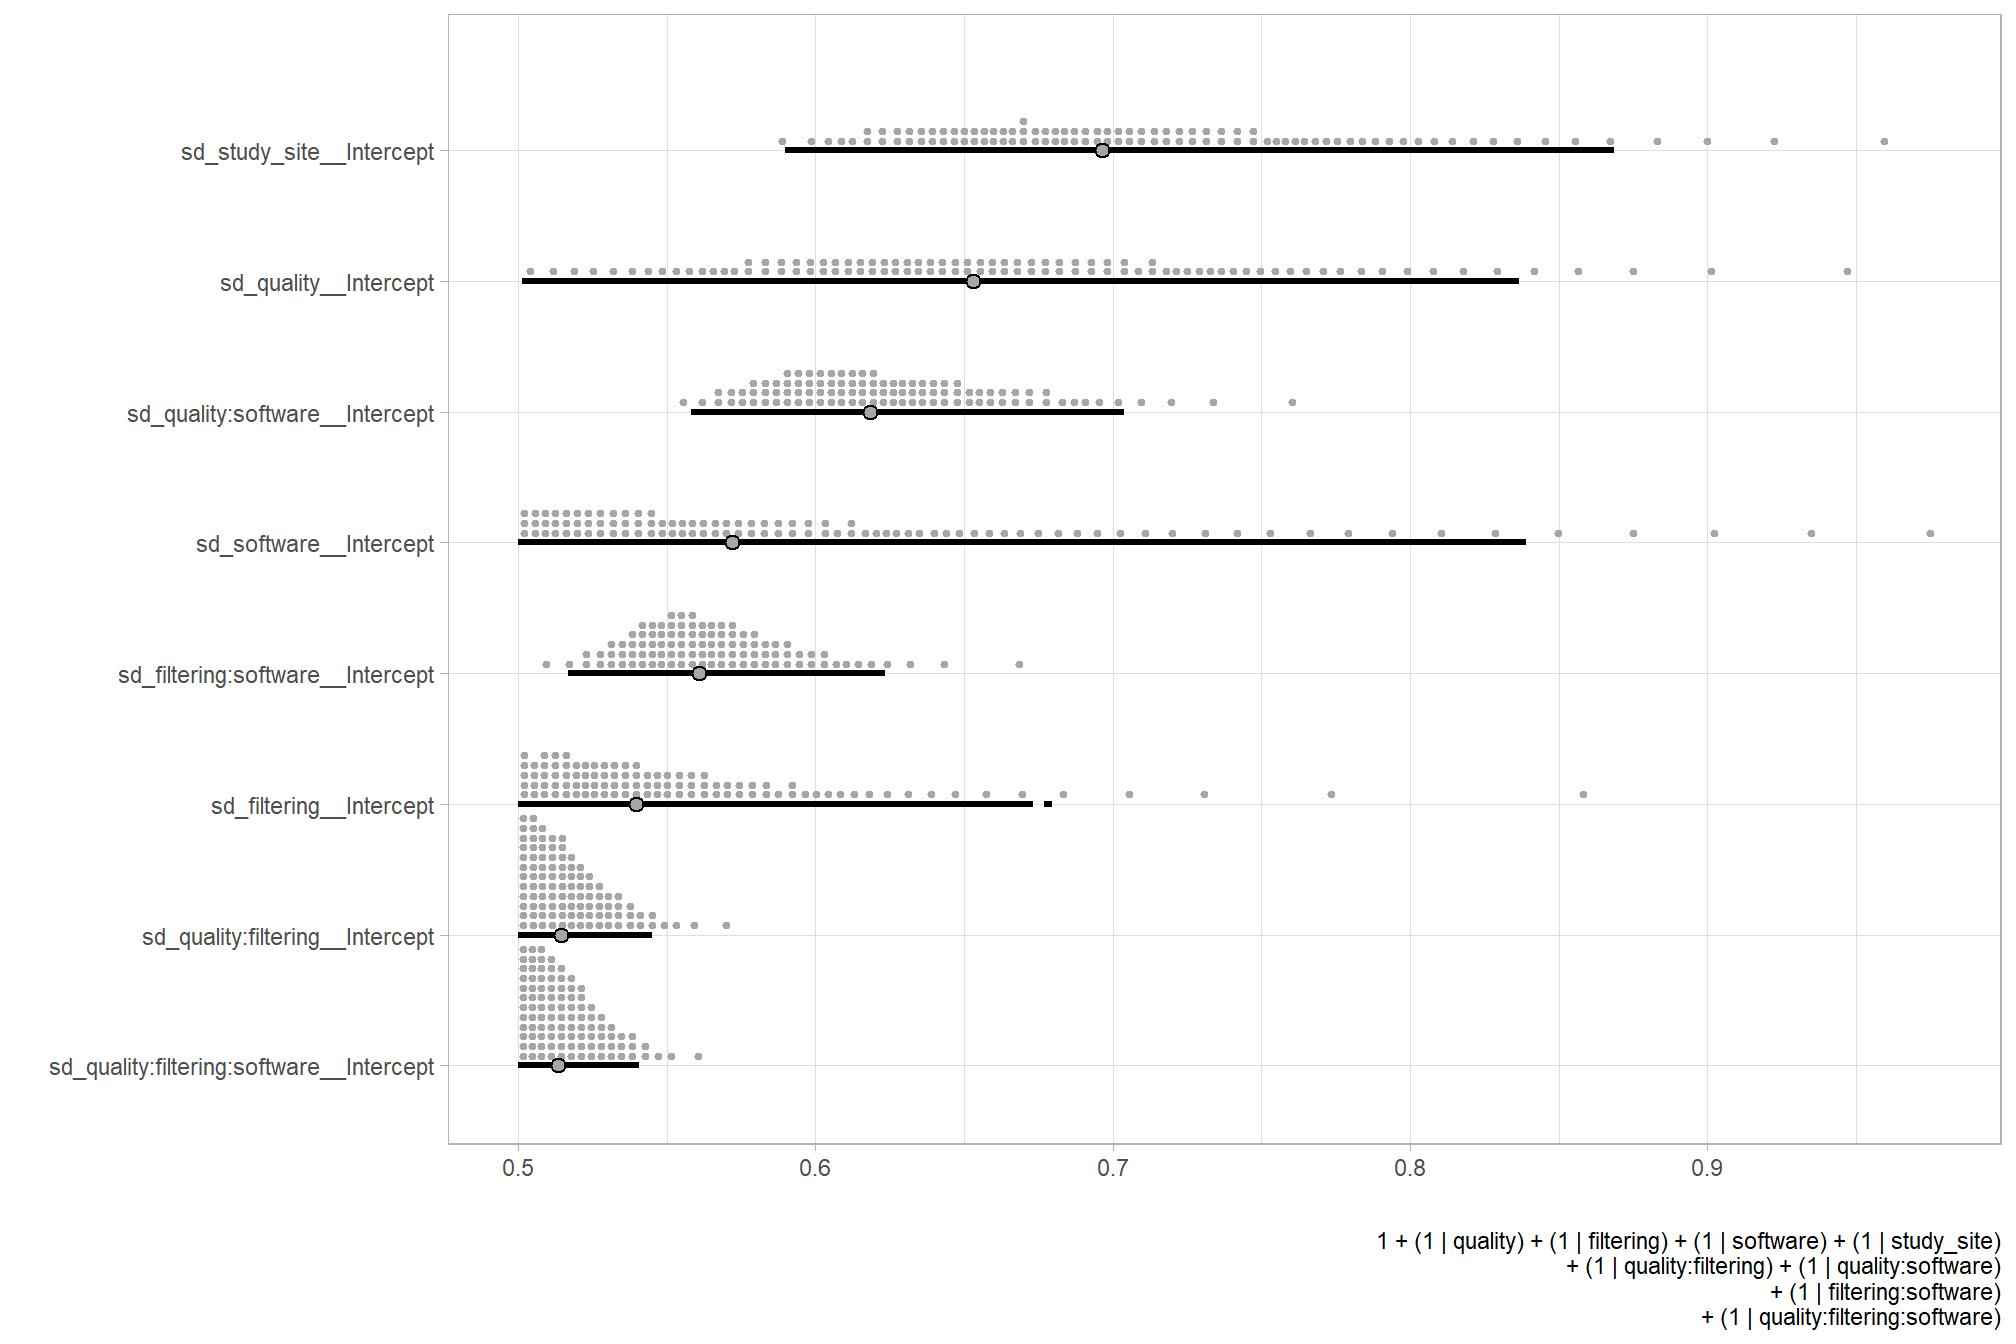 sd_study_site__Intercept
sd_quality__Intercept
sd_quality:software__Intercept
sd_software__Intercept
sd_filtering:software__Intercept
sd_filtering__Intercept
sd_quality:filtering__Intercept
sd_quality:filtering:software__Intercept
0.5 0.6 0.7 0.8 0.9
1 + (1 | quality) + (1 | filtering) + (1 | software) + (1 | study_site)
+ (1 | quality:filtering) + (1 | quality:software)
+ (1 | filtering:software)
+ (1 | quality:filtering:software)